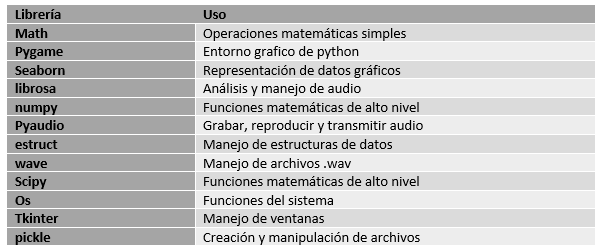 Librería Uso
Math Operaciones matemáticas simples
Pygame Entorno grafico de python
Seaborn Representación de datos gráficos
librosa Análisis y manejo de audio
numpy Funciones matemáticas de alto nivel
Pyaudio Grabar, reproducir y transmitir audio
estruct Manejo de estructuras de datos
wave Manejo de archivos .wav
Scipy Funciones matemáticas de alto nivel
Os Funciones del sistema
Tkinter Manejo de ventanas
pickle Creación y manipulación de archivos